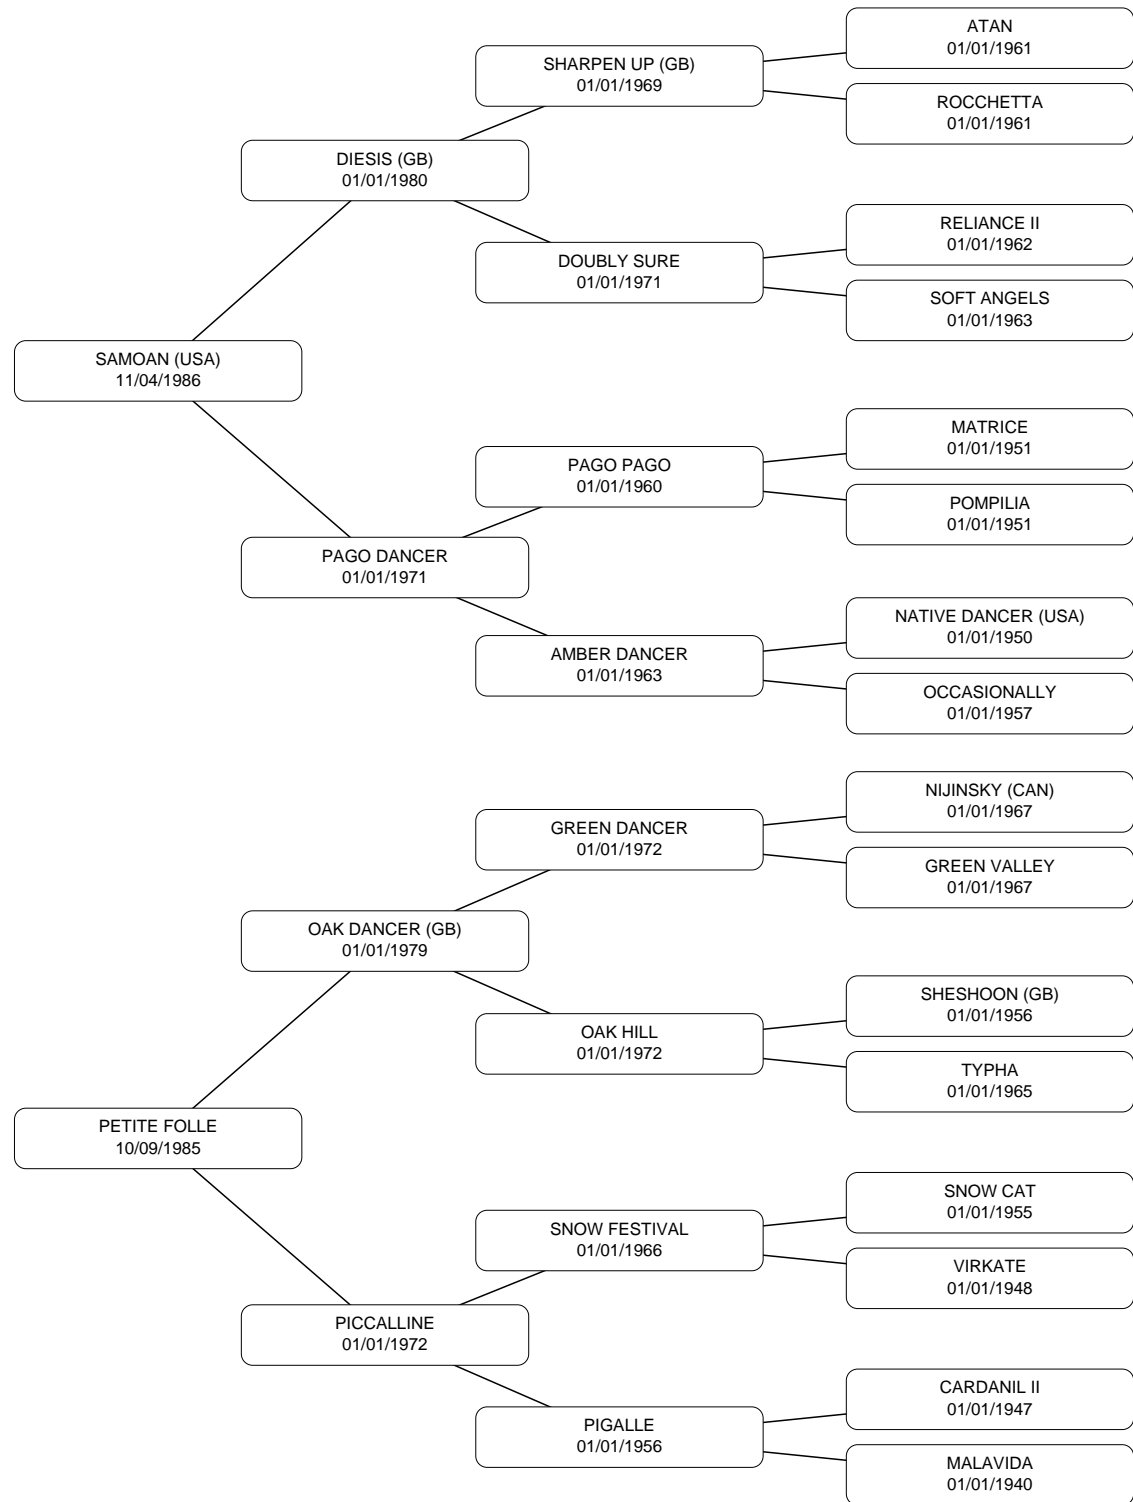 ATAN
01/01/1961
SHARPEN UP (GB)
01/01/1969
ROCCHETTA
01/01/1961
DIESIS (GB)
01/01/1980
RELIANCE II
01/01/1962
DOUBLY SURE
01/01/1971
SOFT ANGELS
01/01/1963
SAMOAN (USA)
11/04/1986
MATRICE
01/01/1951
PAGO PAGO
01/01/1960
POMPILIA
01/01/1951
PAGO DANCER
01/01/1971
NATIVE DANCER (USA)
01/01/1950
AMBER DANCER
01/01/1963
OCCASIONALLY
01/01/1957
NIJINSKY (CAN)
01/01/1967
GREEN DANCER
01/01/1972
GREEN VALLEY
01/01/1967
OAK DANCER (GB)
01/01/1979
SHESHOON (GB)
01/01/1956
OAK HILL
01/01/1972
TYPHA
01/01/1965
PETITE FOLLE
10/09/1985
SNOW CAT
01/01/1955
SNOW FESTIVAL
01/01/1966
VIRKATE
01/01/1948
PICCALLINE
01/01/1972
CARDANIL II
01/01/1947
PIGALLE
01/01/1956
MALAVIDA
01/01/1940